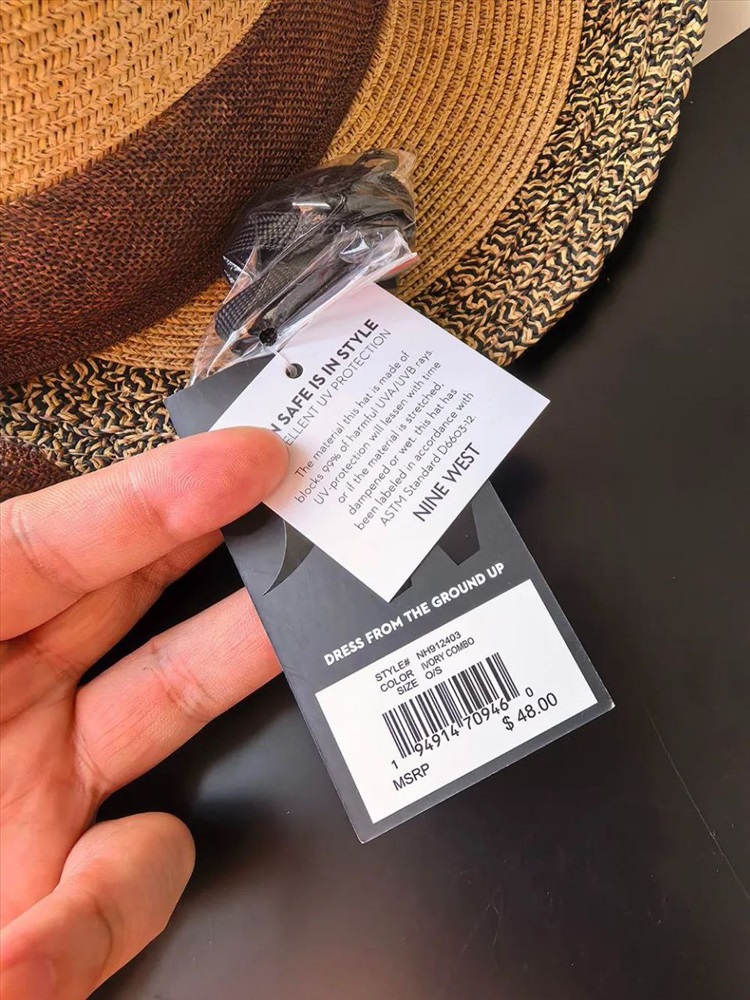 N SAFE IS IN STYLE
ELLENT UV PROTECTION
The material this hat is made of
blocks 99% of harmful UVA/UVB rays.
UV-protection will lessen with time
or if the material is stretched,
dampened or wet. this hat has
been labeled in accordance with
ASTM Standard D6603-12.
NINE WEST
DRESS FROM THE GROUND UP
STYLE# NH912403
COLOR IVORY COMBO
SIZE O/S
1 94914 70946 0
MSRP $ 48.00